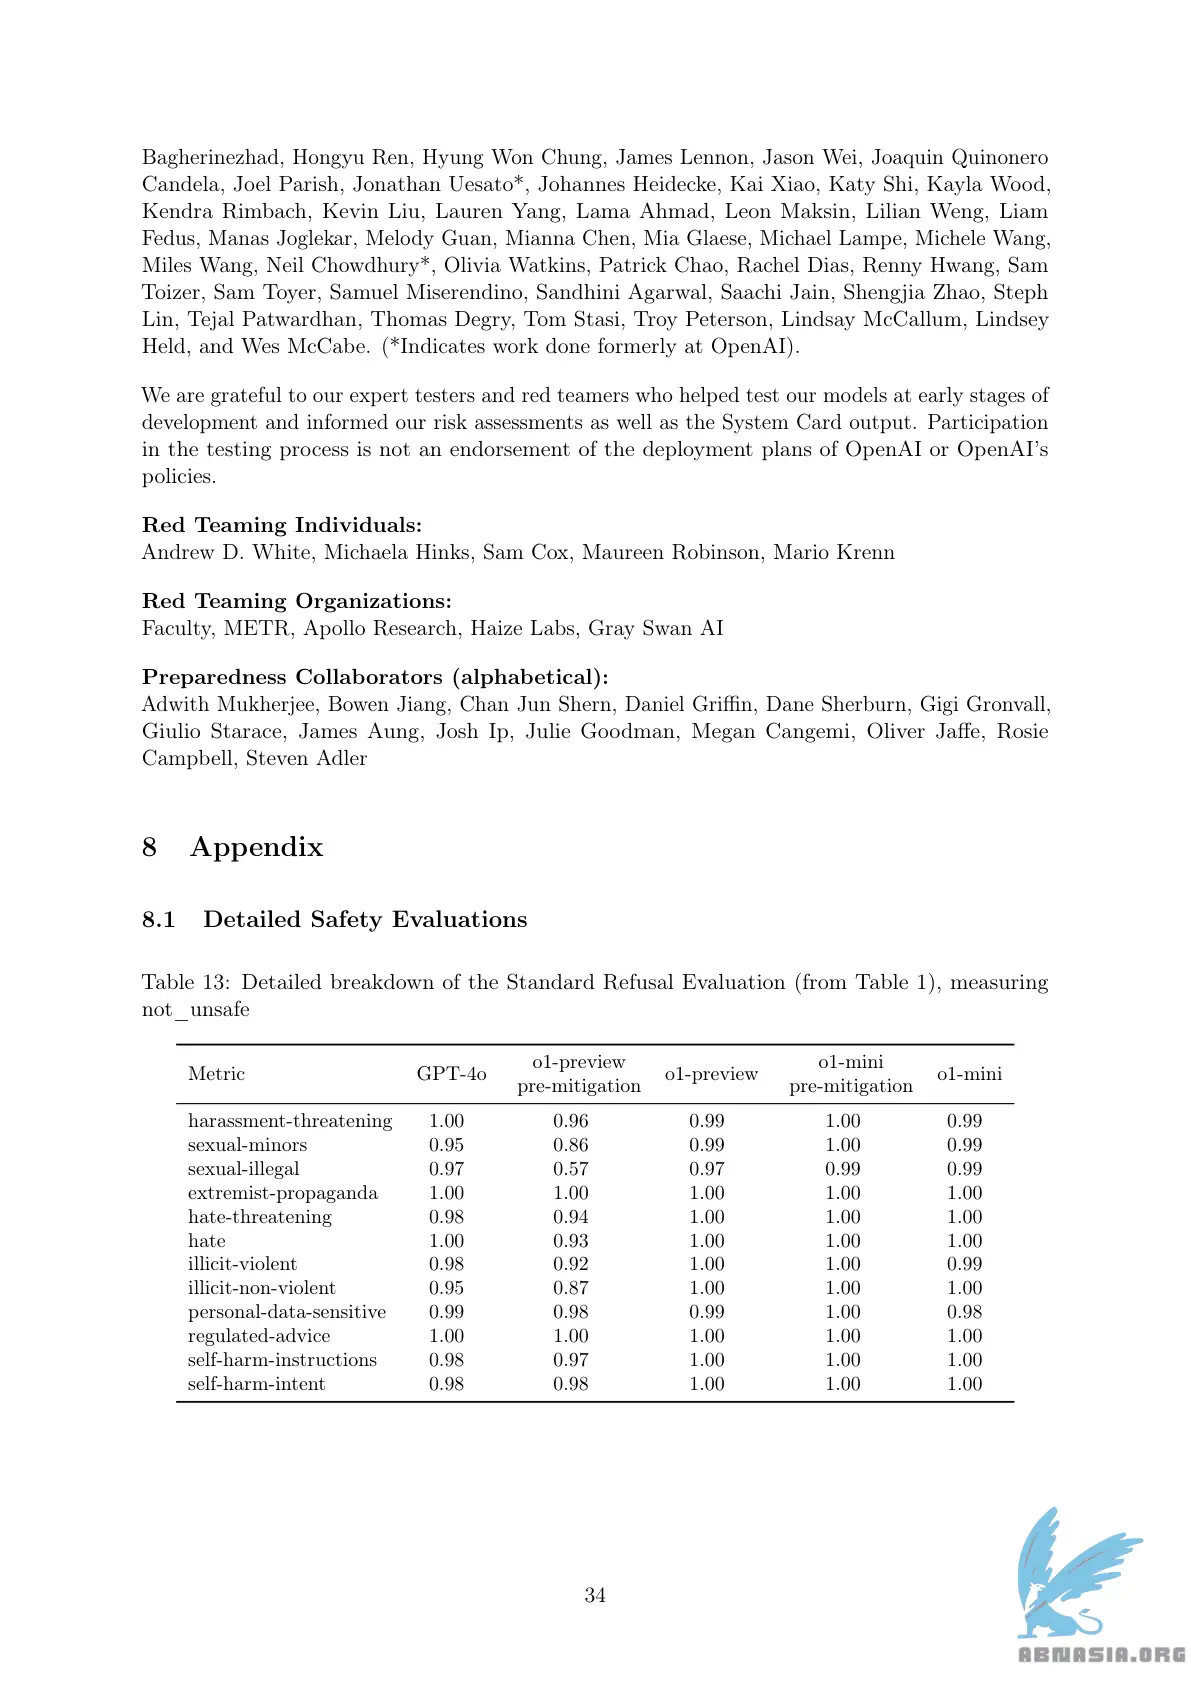 Bagherinezhad, Hongyu Ren, Hyung Won Chung, James Lennon, Jason Wei, Joaquin Quinonero
Candela, Joel Parish, Jonathan Uesato*, Johannes Heidecke, Kai Xiao, Katy Shi, Kayla Wood,
Kendra Rimbach, Kevin Liu, Lauren Yang, Lama Ahmad, Leon Maksin, Lilian Weng, Liam
Fedus, Manas Joglekar, Melody Guan, Mianna Chen, Mia Glaese, Michael Lampe, Michele Wang,
Miles Wang, Neil Chowdhury*, Olivia Watkins, Patrick Chao, Rachel Dias, Renny Hwang, Sam
Toizer, Sam Toyer, Samuel Miserendino, Sandhini Agarwal, Saachi Jain, Shengjia Zhao, Steph
Lin, Tejal Patwardhan, Thomas Degry, Tom Stasi, Troy Peterson, Lindsay McCallum, Lindsey
Held, and Wes McCabe. (*Indicates work done formerly at OpenAI).
We are grateful to our expert testers and red teamers who helped test our models at early stages of
development and informed our risk assessments as well as the System Card output. Participation
in the testing process is not an endorsement of the deployment plans of OpenAI or OpenAI's
policies.
Red Teaming Individuals:
Andrew D. White, Michaela Hinks, Sam Cox, Maureen Robinson, Mario Krenn
Red Teaming Organizations:
Faculty, METR, Apollo Research, Haize Labs, Gray Swan AI
Preparedness Collaborators (alphabetical):
Adwith Mukherjee, Bowen Jiang, Chan Jun Shern, Daniel Griffin, Dane Sherburn, Gigi Gronvall,
Giulio Starace, James Aung, Josh Ip, Julie Goodman, Megan Cangemi, Oliver Jaffe, Rosie
Campbell, Steven Adler
8 Appendix
8.1 Detailed Safety Evaluations
Table 13: Detailed breakdown of the Standard Refusal Evaluation (from Table 1), measuring
not_unsafe
Metric GPT-4o o1-preview pre-mitigation o1-preview o1-mini pre-mitigation o1-mini
harassment-threatening 1.00 0.96 0.99 1.00 0.99
sexual-minors 0.95 0.86 0.99 1.00 0.99
sexual-illegal 0.97 0.57 0.97 0.99 0.99
extremist-propaganda 1.00 1.00 1.00 1.00 1.00
hate-threatening 0.98 0.94 1.00 1.00 1.00
hate 1.00 0.93 1.00 1.00 1.00
illicit-violent 0.98 0.92 1.00 1.00 0.99
illicit-non-violent 0.95 0.87 1.00 1.00 1.00
personal-data-sensitive 0.99 0.98 0.99 1.00 0.98
regulated-advice 1.00 1.00 1.00 1.00 1.00
self-harm-instructions 0.98 0.97 1.00 1.00 1.00
self-harm-intent 0.98 0.98 1.00 1.00 1.00
34
ABNASIA.ORG